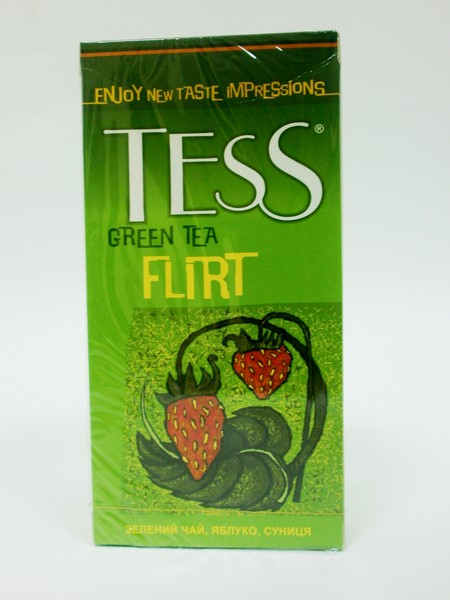 ENJOY NEW TASTE IMPRESSIONS
TESS®
GREEN TEA
FLIRT
ЗЕЛЕНИЙ ЧАЙ, ЯБЛУКО, СУНИЦЯ